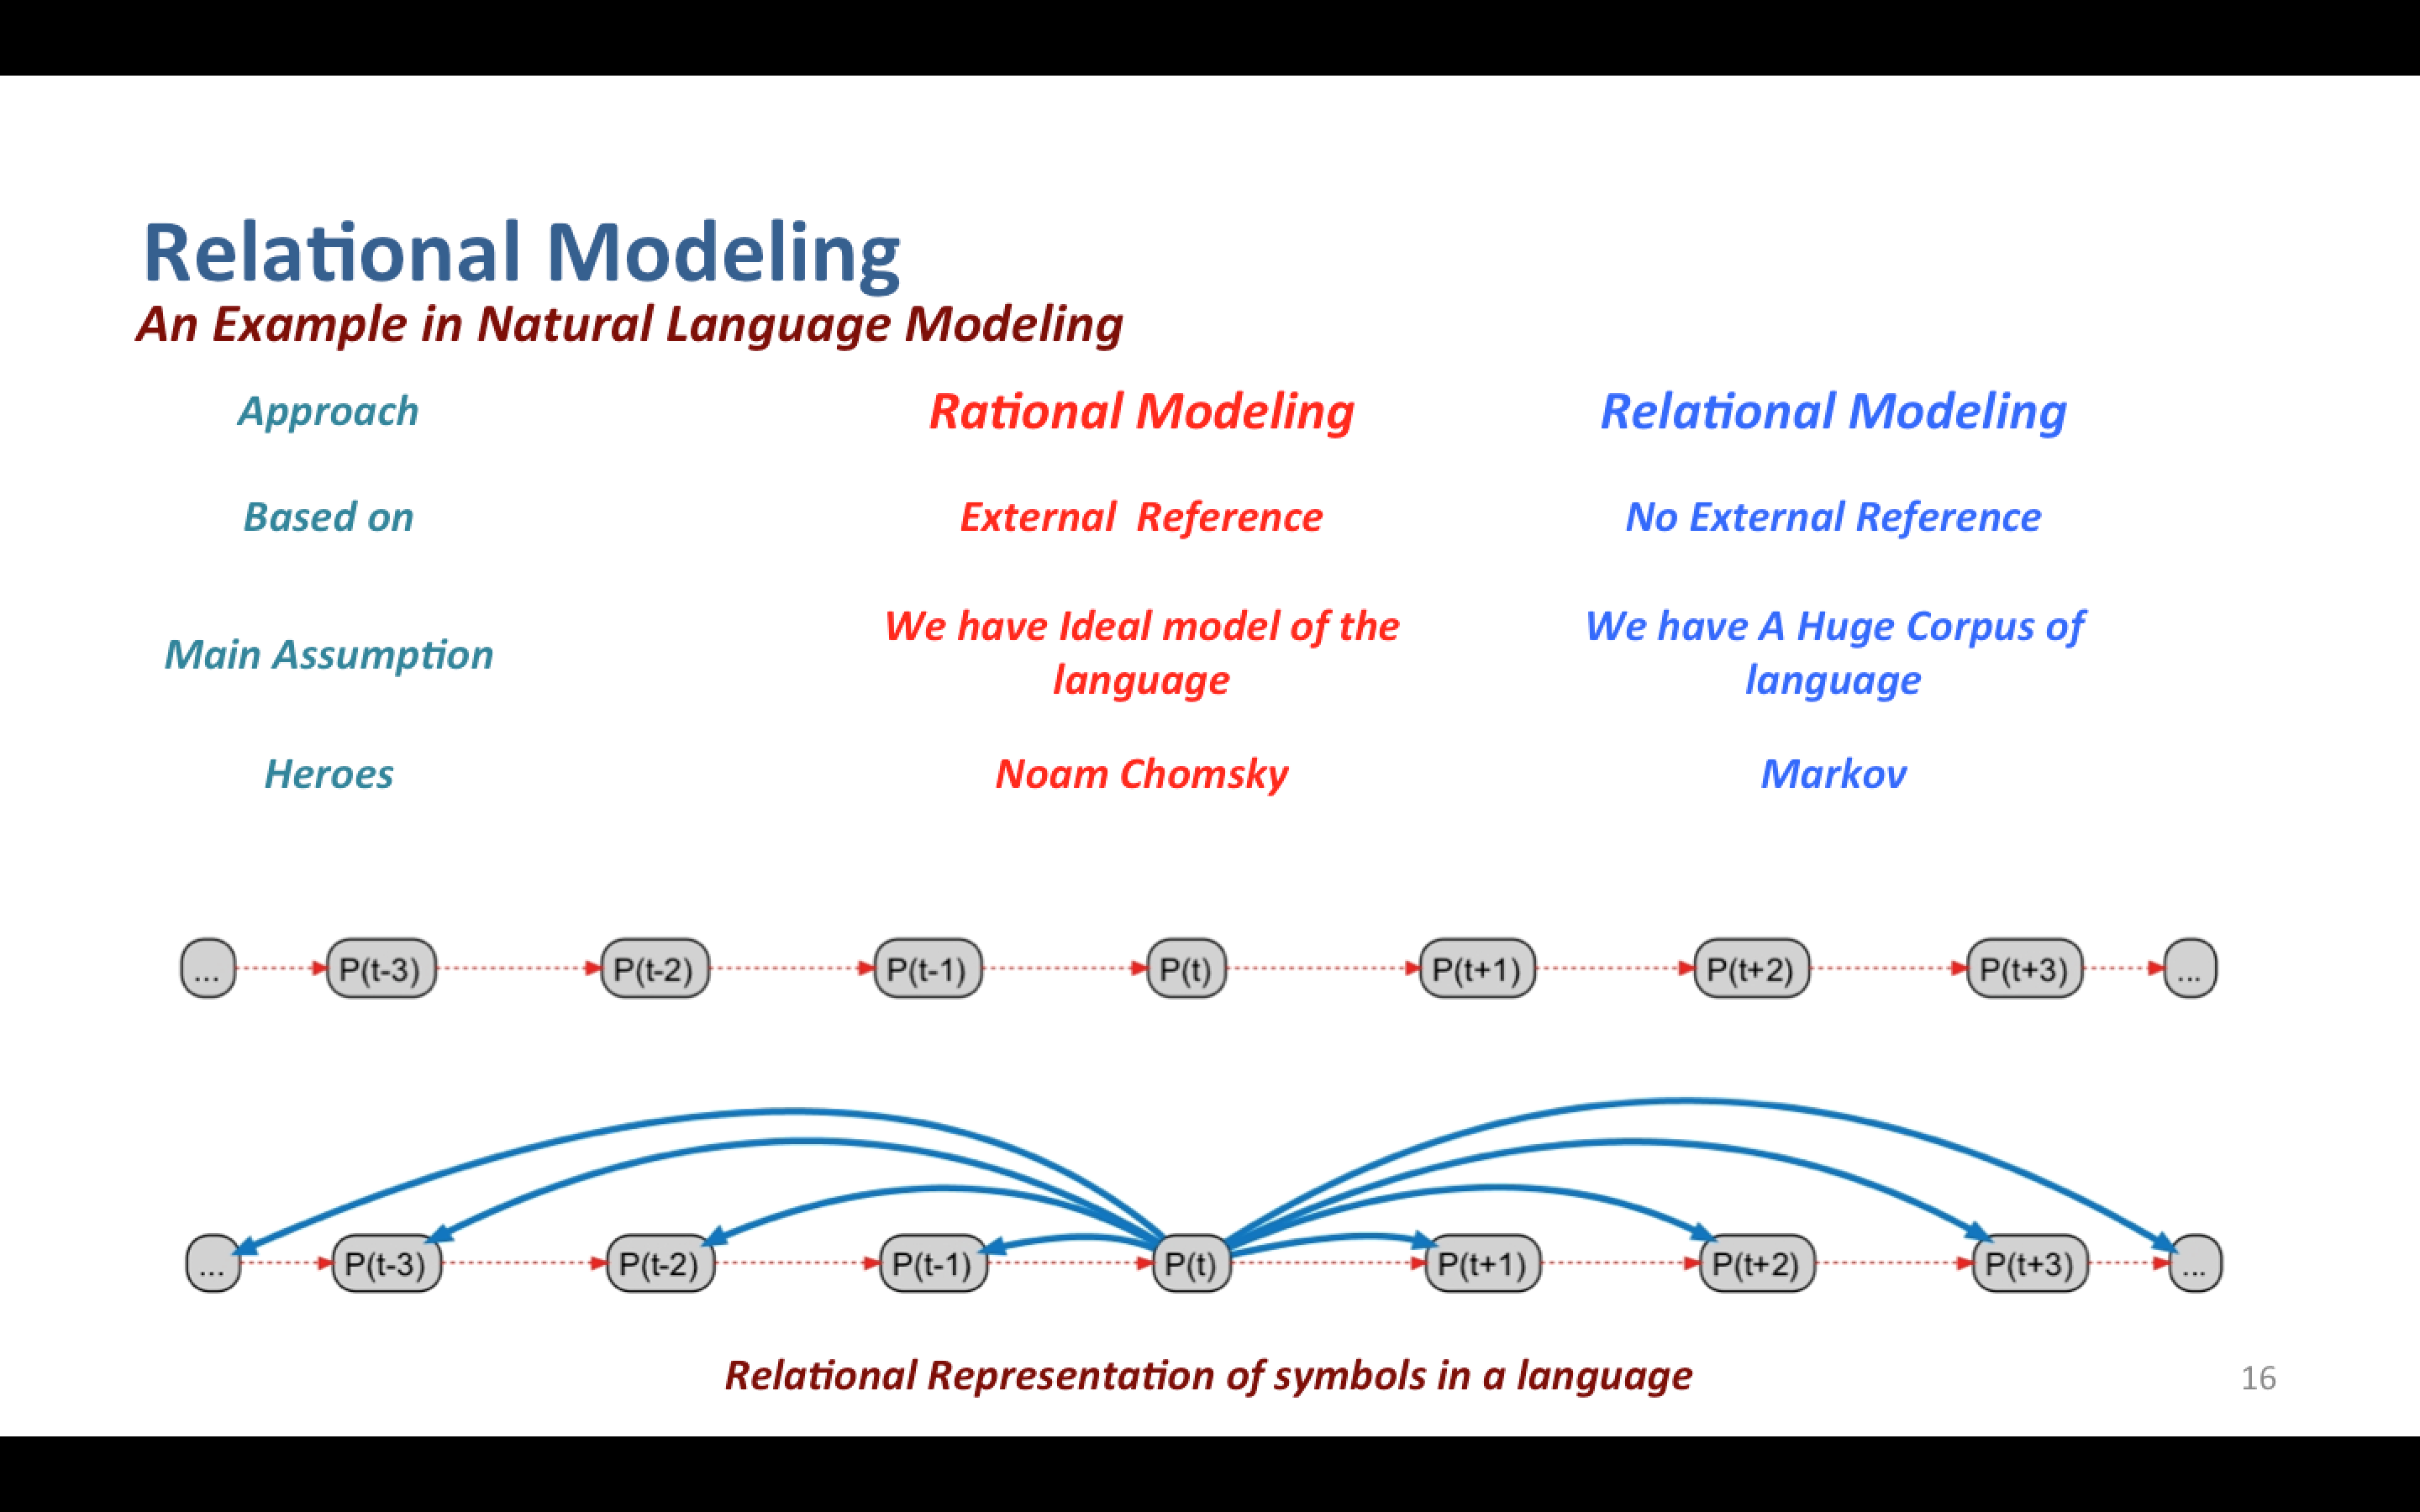 Relational Modeling
An Example in Natural Language Modeling
Approach Rational Modeling Relational Modeling
Based on External Reference No External Reference
Main Assumption We have Ideal model of the language We have A Huge Corpus of language
Heroes Noam Chomsky Markov
... P(t-3) P(t-2) P(t-1) P(t) P(t+1) P(t+2) P(t+3) ...
... P(t-3) P(t-2) P(t-1) P(t) P(t+1) P(t+2) P(t+3) ...
Relational Representation of symbols in a language
16